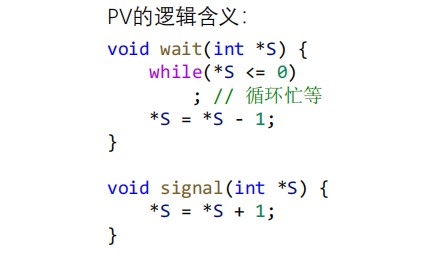 PV的逻辑含义：
void wait(int *S) {
    while(*S <= 0)
        ; // 循环忙等
    *S = *S - 1;
}
void signal(int *S) {
    *S = *S + 1;
}